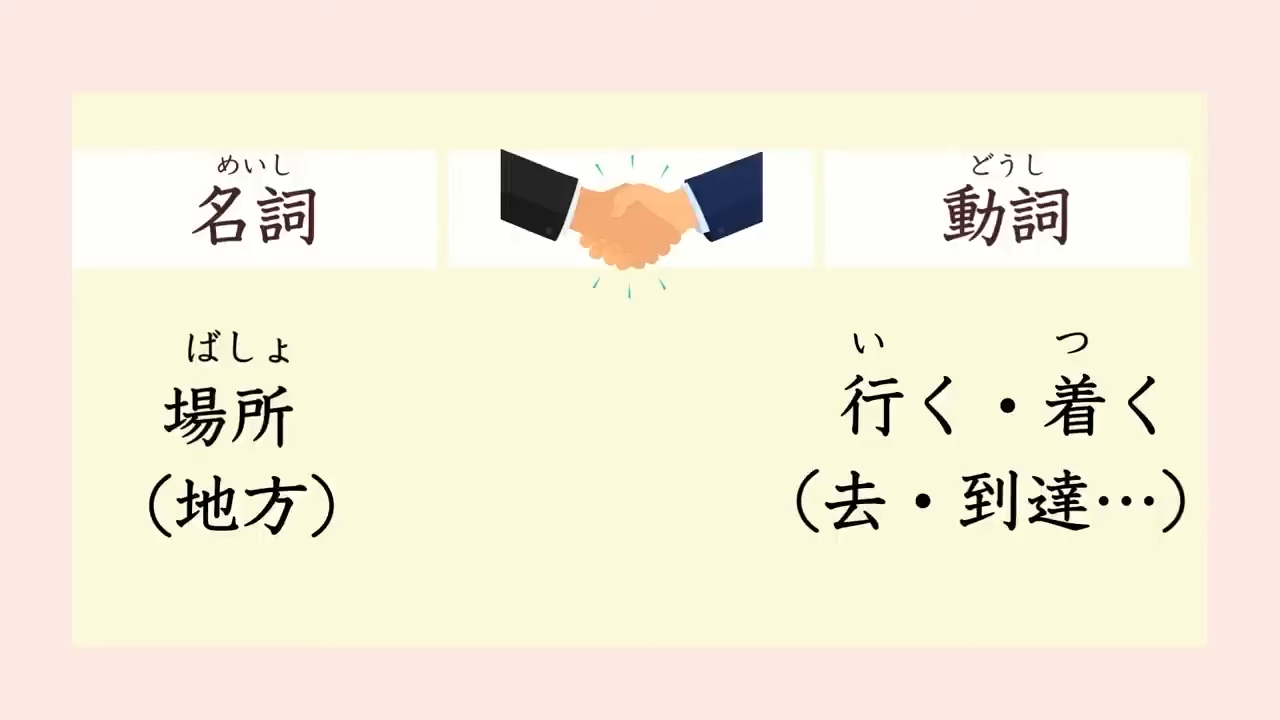 めいし
名詞
どうし
動詞
ばしょ
場所
（地方）
い つ
行く・着く
（去・到達…）